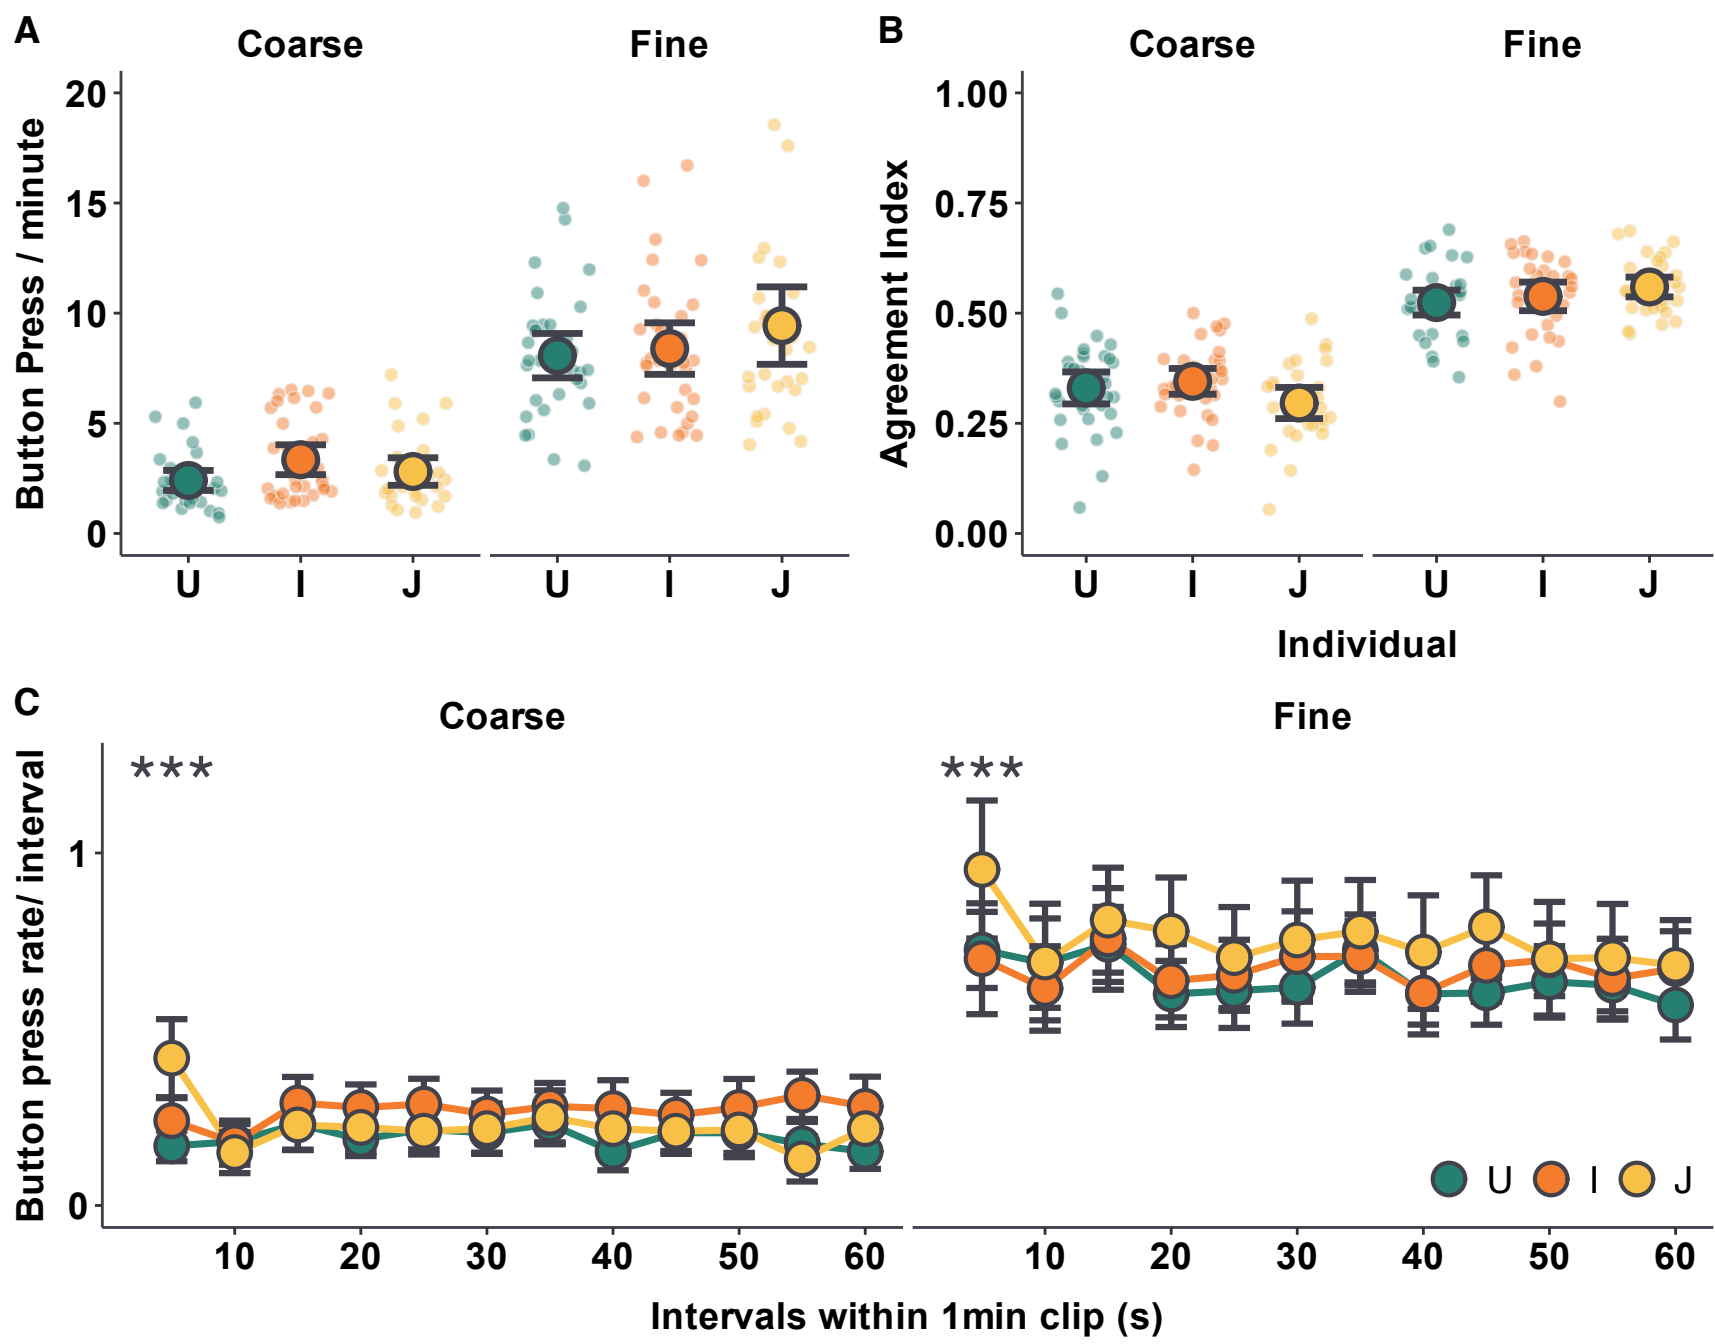 A
Coarse
Fine
Button Press / minute
20
15
10
5
0
U I J
U I J
B
Coarse
Fine
Agreement Index
1.00
0.75
0.50
0.25
0.00
U I J
U I J
Individual
C
Coarse
Fine
Button press rate/ interval
***
***
1
0
U I J
10 20 30 40 50 60
10 20 30 40 50 60
Intervals within 1min clip (s)